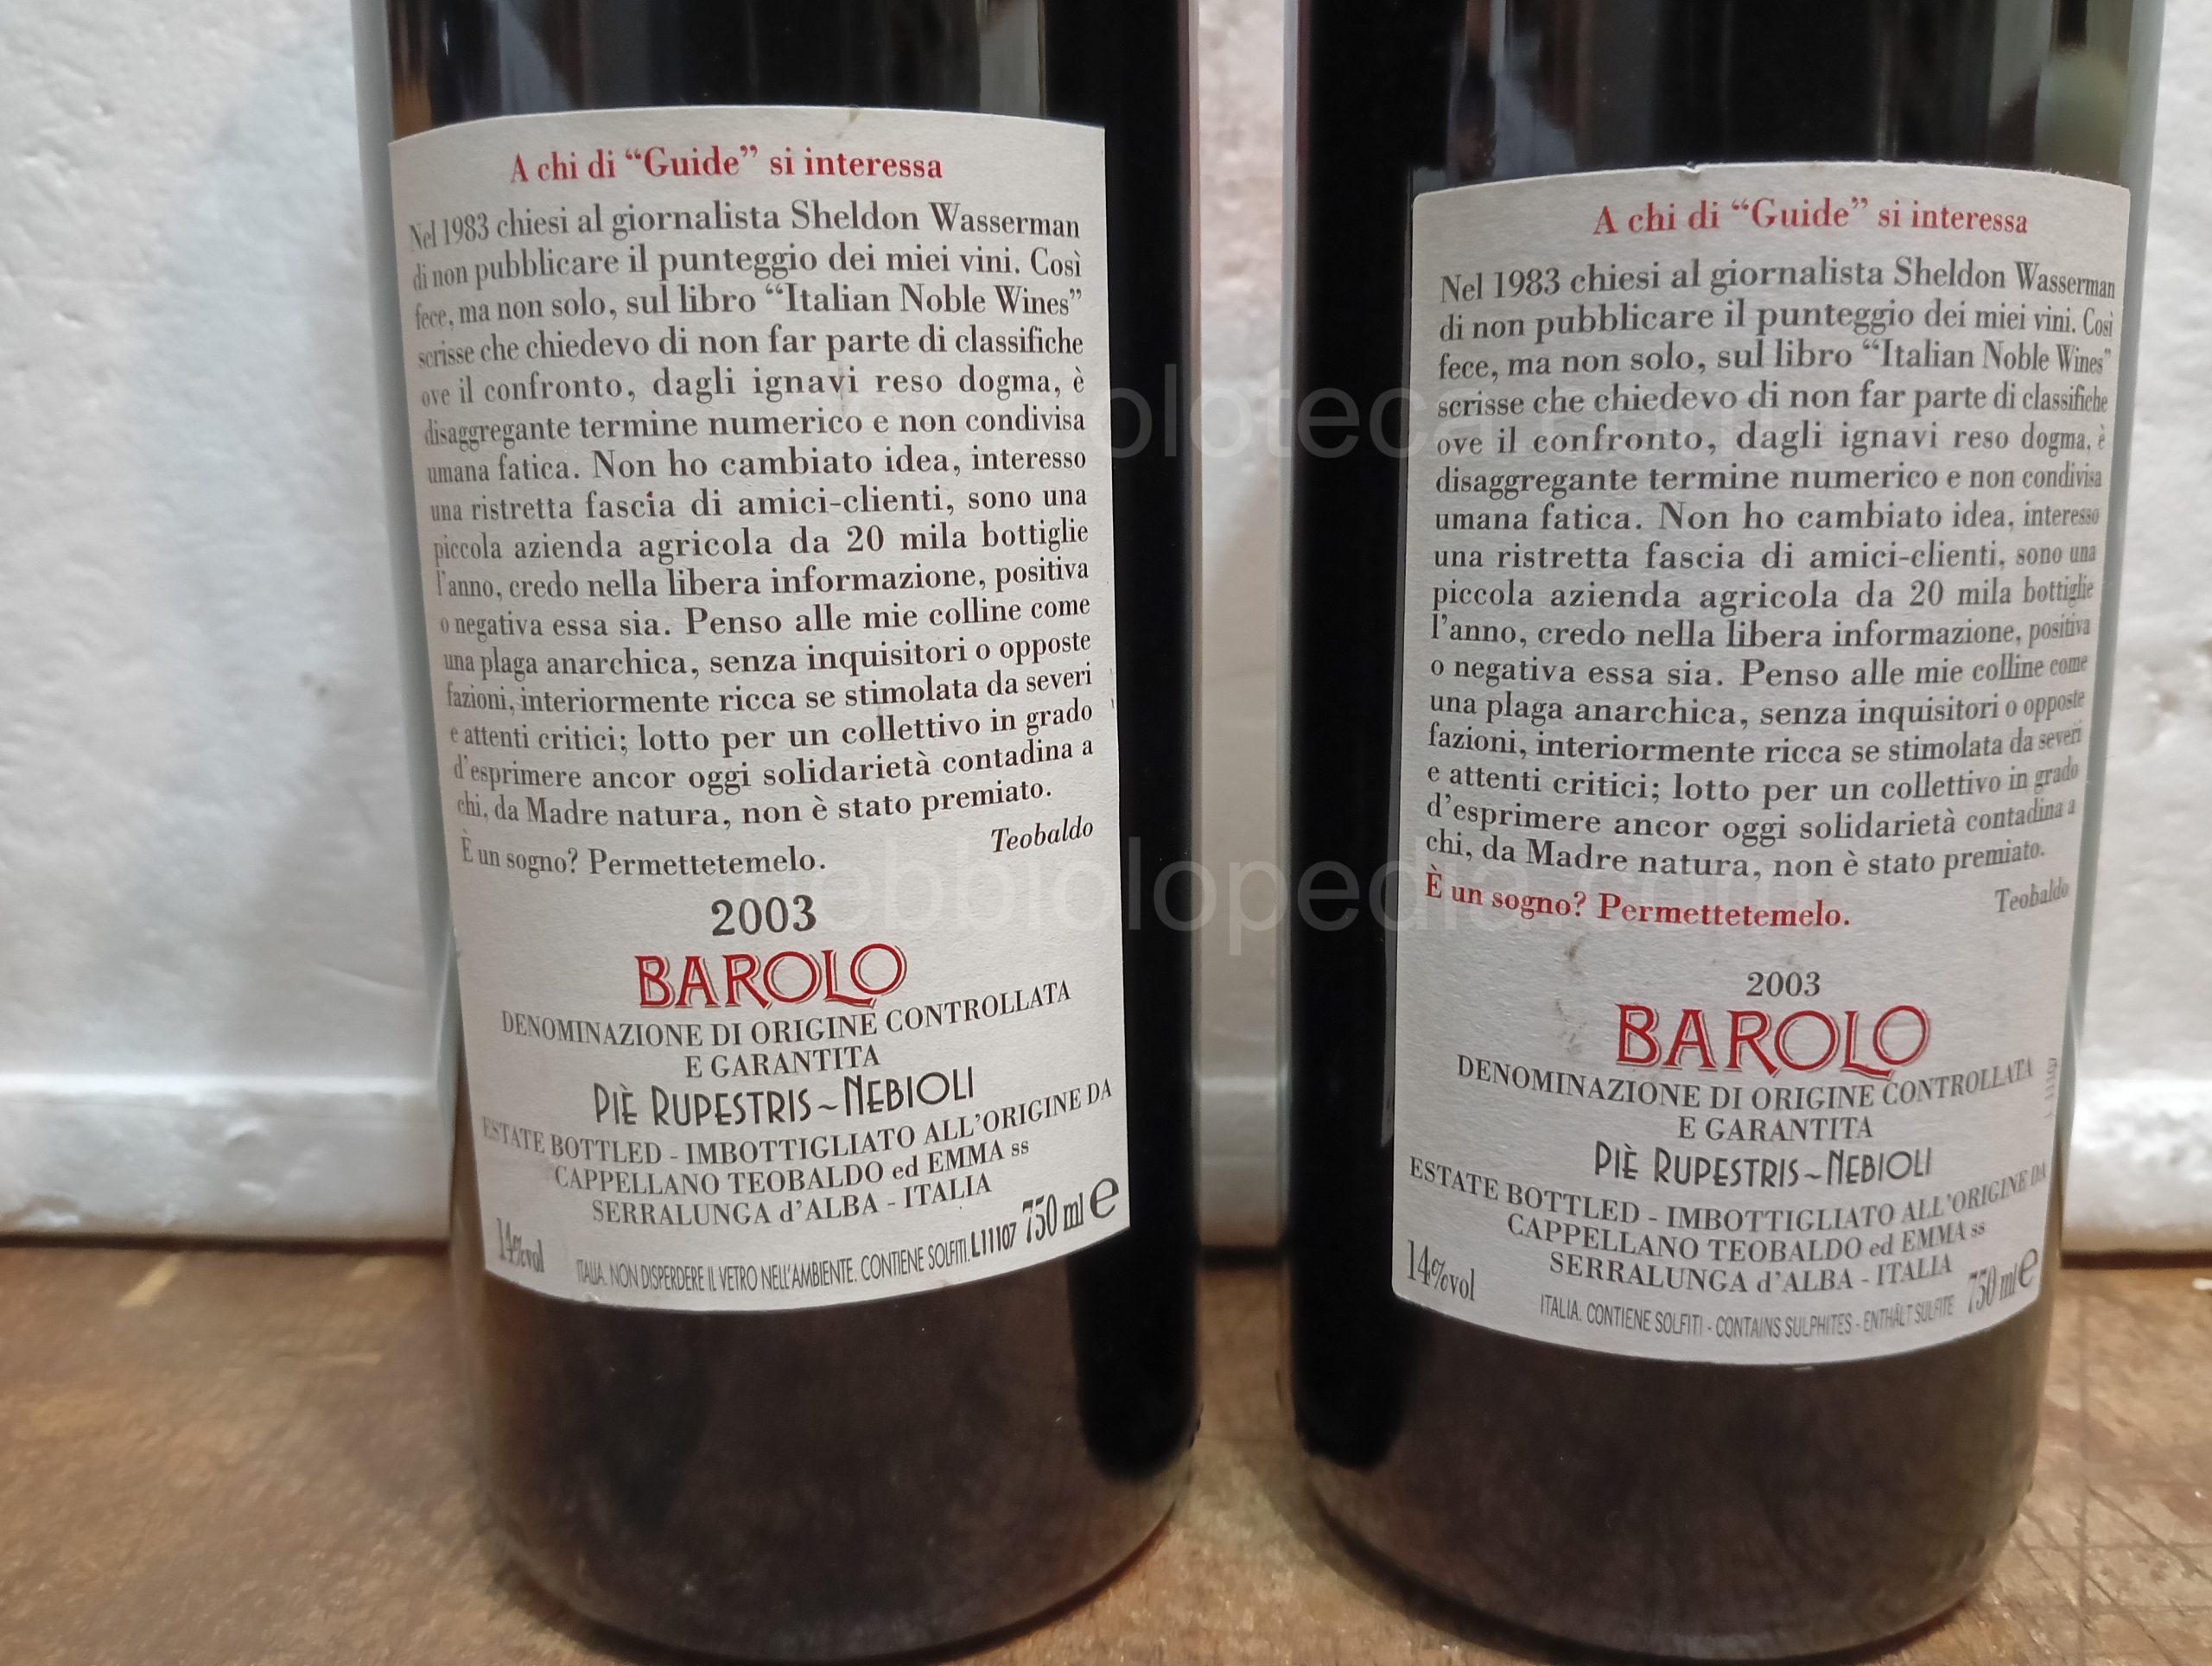 A chi di “Guide” si interessa
Nel 1983 chiesi al giornalista Sheldon Wasserman
di non pubblicare il punteggio dei miei vini. Così
fece, ma non solo, sul libro “Italian Noble Wines”
scrisse che chiedevo di non far parte di classifiche
ove il confronto, dagli ignavi reso dogma, è
disaggregante termine numerico e non condivisa
umana fatica. Non ho cambiato idea, interesso
una ristretta fascia di amici-clienti, sono una
piccola azienda agricola da 20 mila bottiglie
l'anno, credo nella libera informazione, positiva
o negativa essa sia. Penso alle mie colline come
una plaga anarchica, senza inquisitori o opposte
fazioni, interiormente ricca se stimolata da severi
e attenti critici; lotto per un collettivo in grado
d'esprimere ancor oggi solidarietà contadina a
chi, da Madre natura, non è stato premiato.
È un sogno? Permettetemelo.
Teobaldo
2003
BAROLO
DENOMINAZIONE DI ORIGINE CONTROLLATA
E GARANTITA
PIÈ RUPESTRIS ~ NEBIOLI
ESTATE BOTTLED - IMBOTTIGLIATO ALL'ORIGINE DA
CAPPELLANO TEOBALDO ed EMMA ss
SERRALUNGA d'ALBA - ITALIA
14%vol
ITALIA. NON DISPERDERE IL VETRO NELL'AMBIENTE. CONTIENE SOLFITI. L11107 750 ml e
A chi di “Guide” si interessa
Nel 1983 chiesi al giornalista Sheldon Wasserman
di non pubblicare il punteggio dei miei vini. Così
fece, ma non solo, sul libro “Italian Noble Wines”
scrisse che chiedevo di non far parte di classifiche
ove il confronto, dagli ignavi reso dogma, è
disaggregante termine numerico e non condivisa
umana fatica. Non ho cambiato idea, interesso
una ristretta fascia di amici-clienti, sono una
piccola azienda agricola da 20 mila bottiglie
l'anno, credo nella libera informazione, positiva
o negativa essa sia. Penso alle mie colline come
una plaga anarchica, senza inquisitori o opposte
fazioni, interiormente ricca se stimolata da severi
e attenti critici; lotto per un collettivo in grado
d'esprimere ancor oggi solidarietà contadina a
chi, da Madre natura, non è stato premiato.
È un sogno? Permettetemelo.
Teobaldo
2003
BAROLO
DENOMINAZIONE DI ORIGINE CONTROLLATA
E GARANTITA
PIÈ RUPESTRIS ~ NEBIOLI
ESTATE BOTTLED - IMBOTTIGLIATO ALL'ORIGINE DA
CAPPELLANO TEOBALDO ed EMMA ss
SERRALUNGA d'ALBA - ITALIA
14%vol
ITALIA. CONTIENE SOLFITI - CONTAINS SULPHITES - ENTHÄLT SULFITE 750 ml e
nebbiolopedia.com